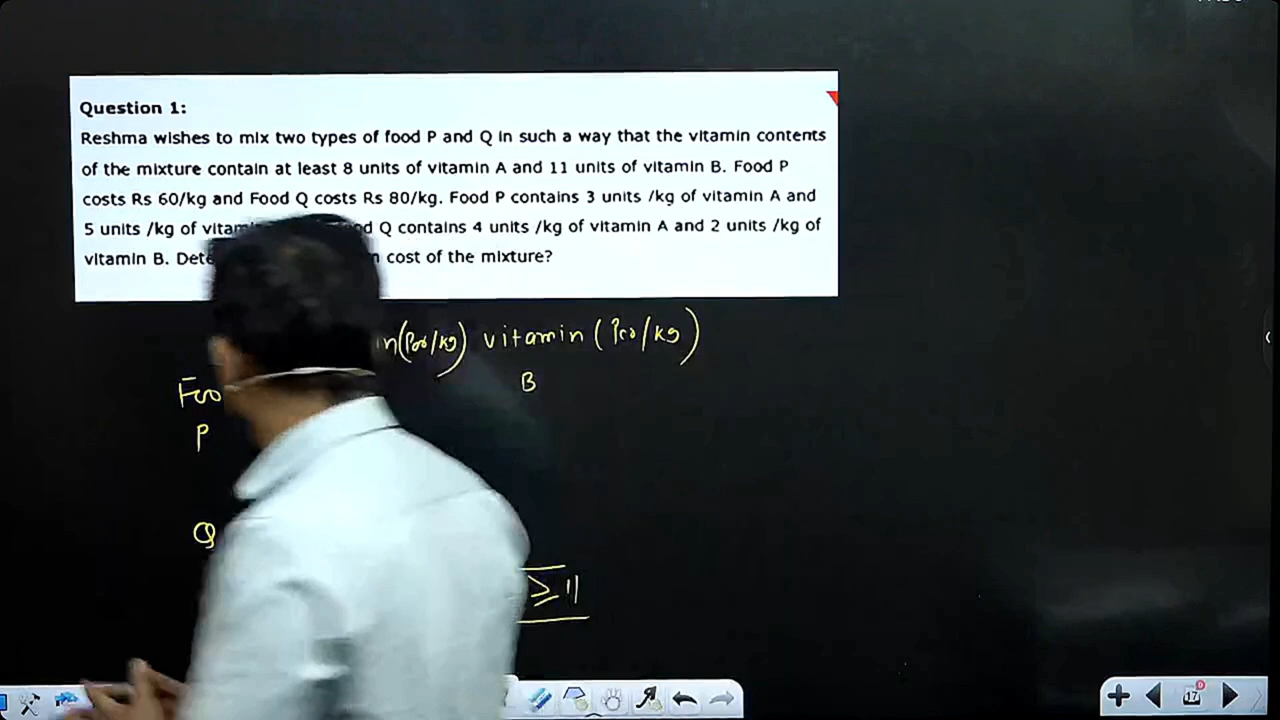 Question 1:
Reshma wishes to mix two types of food P and Q in such a way that the vitamin contents
of the mixture contain at least 8 units of vitamin A and 11 units of vitamin B. Food P
costs Rs 60/kg and Food Q costs Rs 80/kg. Food P contains 3 units /kg of vitamin A and
5 units /kg of Q contains 4 units /kg of vitamin A and 2 units /kg of
vitamin B. cost of the mixture?
vitamin ( /kg)
B
P
Q
≥ 11
17